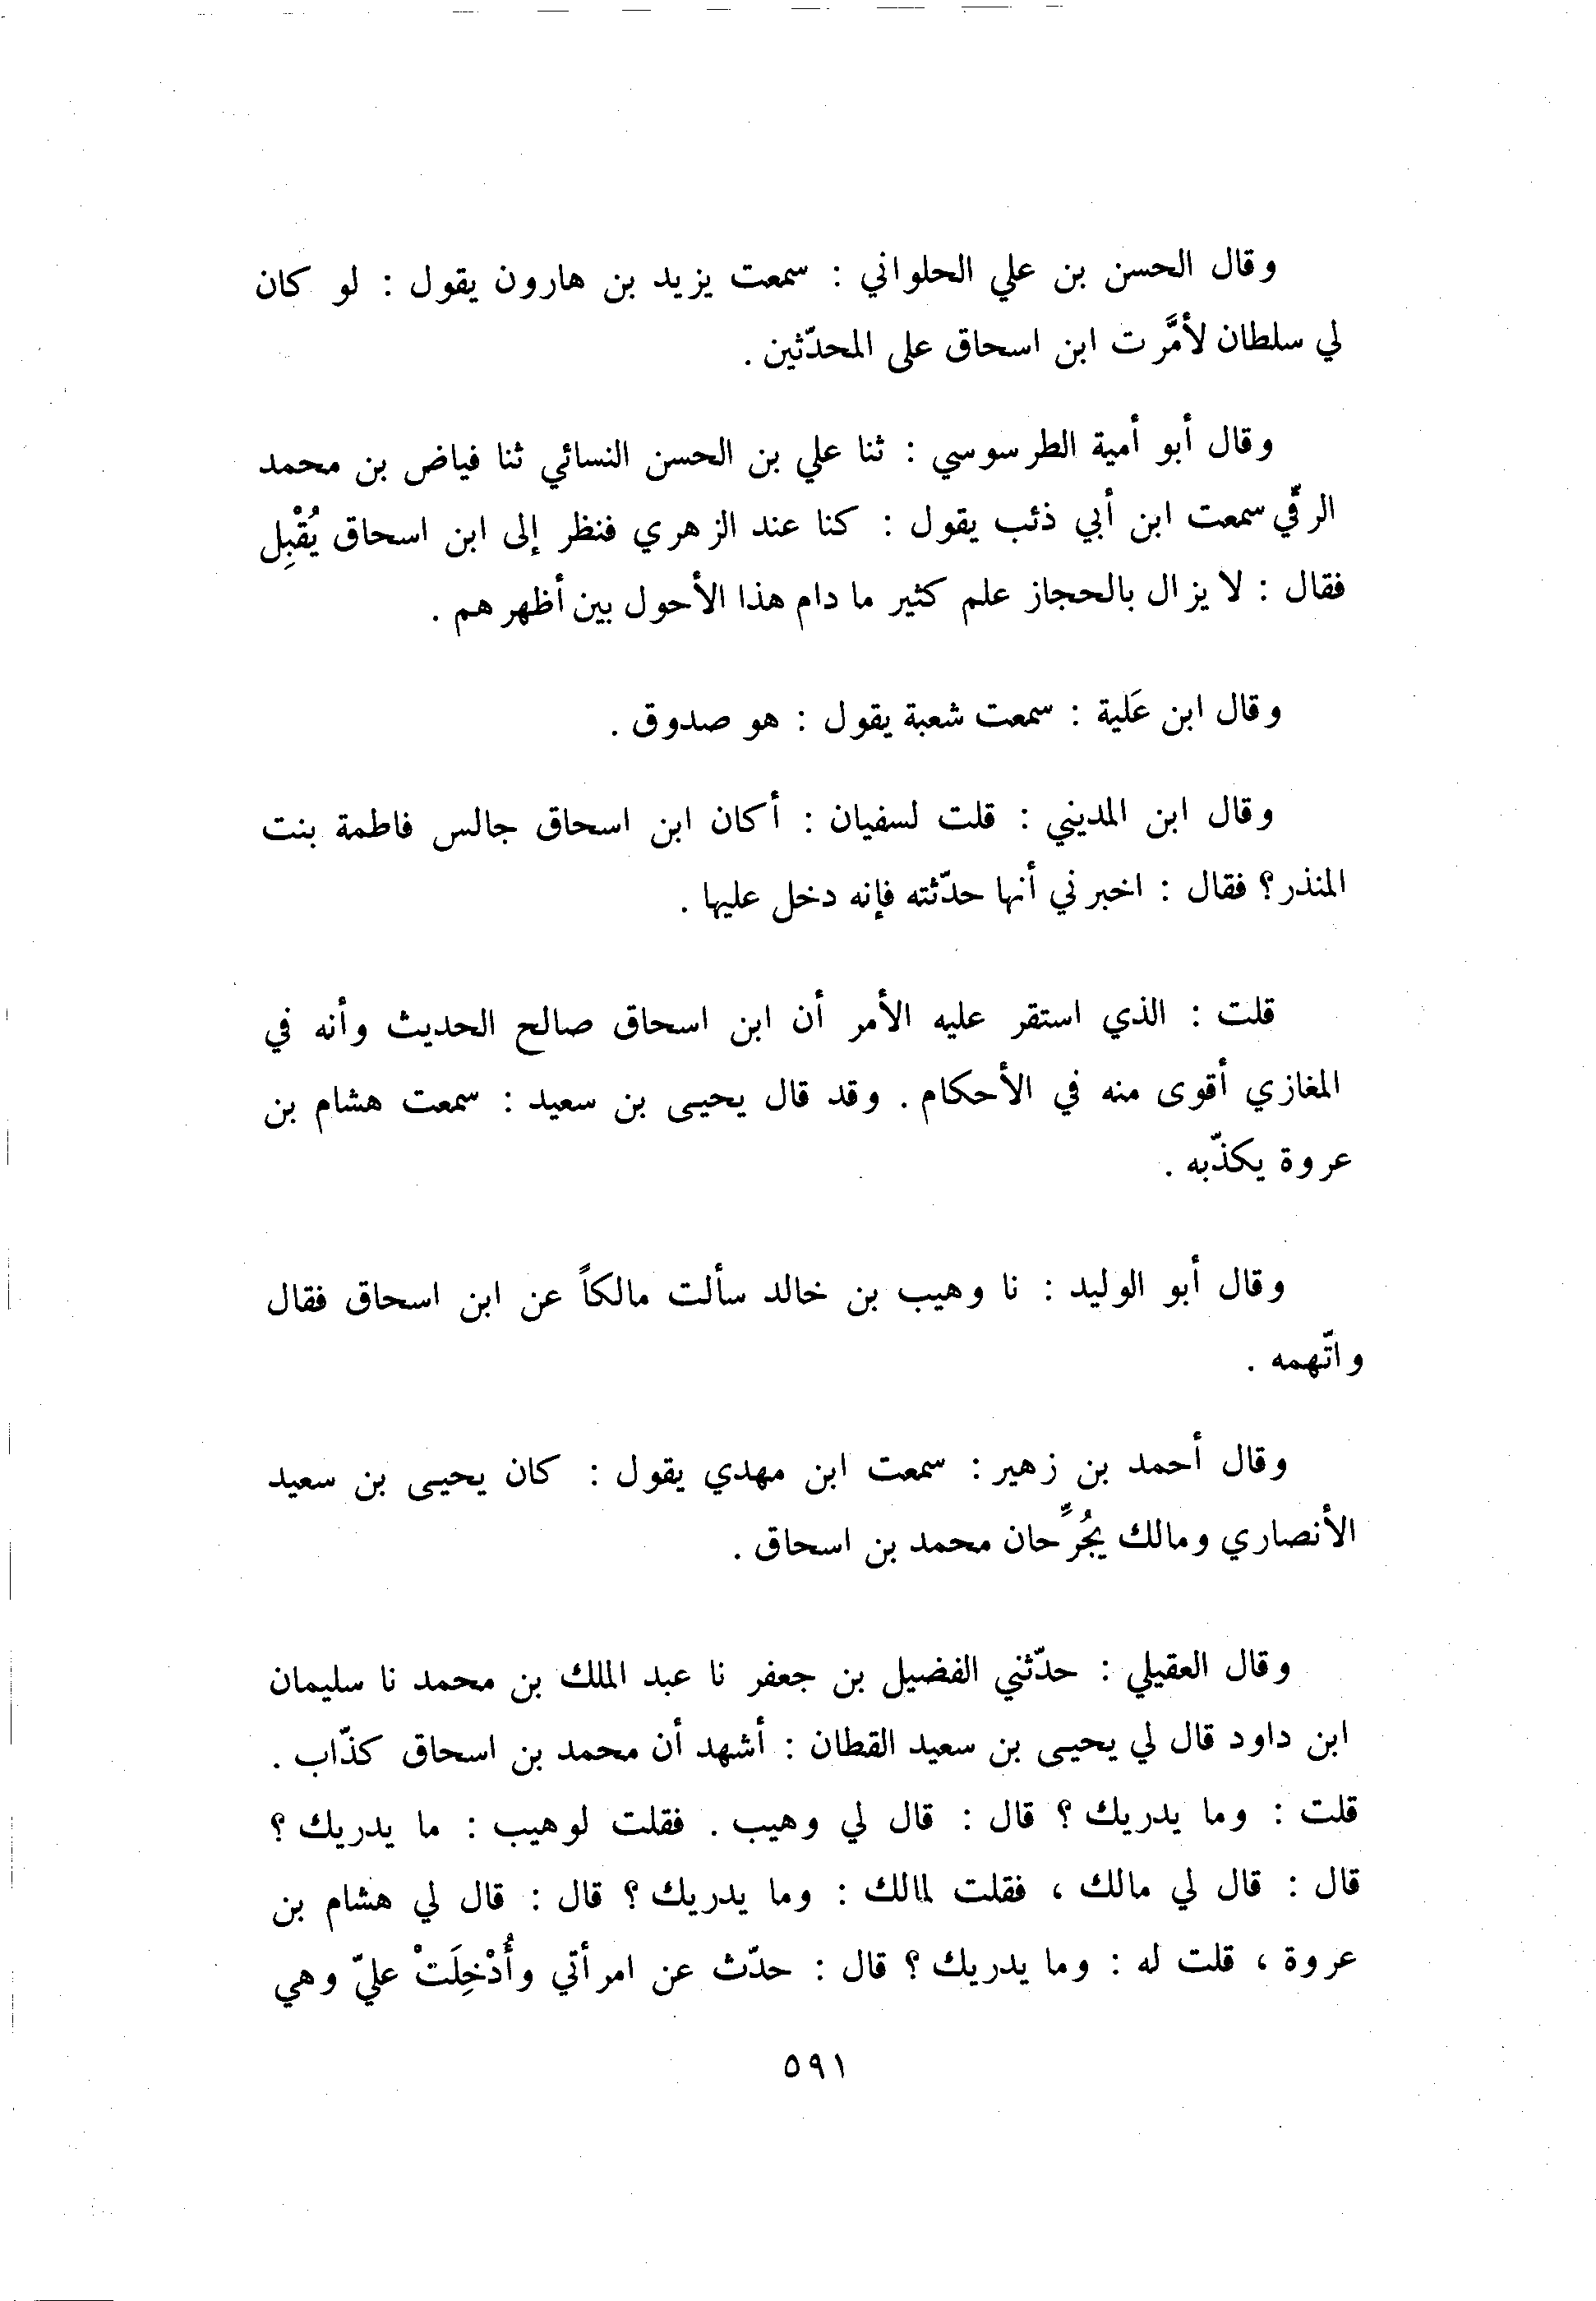 وقال الحسن بن علي الحلواني : سمعت يزيد بن هارون يقول : لو كان
لي سلطان لأمَّرت ابن اسحاق على المحدّثين .
وقال أبو أمية الطرسوسي : ثنا علي بن الحسن النسائي ثنا فياض بن محمد
الرقّي سمعت ابن أبي ذئب يقول : كنا عند الزهري فنظر إلى ابن اسحاق يُقْبِل
فقال : لا يزال بالحجاز علم كثير ما دام هذا الأحول بين أظهرهم .
وقال ابن عَلية : سمعت شعبة يقول : هو صدوق .
وقال ابن المديني : قلت لسفيان : أكان ابن اسحاق جالس فاطمة بنت
المنذر؟ فقال : اخبرني أنها حدّثته فإنه دخل عليها .
قلت : الذي استقر عليه الأمر أن ابن اسحاق صالح الحديث وأنه في
المغازي أقوى منه في الأحكام . وقد قال يحيى بن سعيد : سمعت هشام بن
عروة يكذّبه .
وقال أبو الوليد : نا وهيب بن خالد سألت مالكاً عن ابن اسحاق فقال
واتّهمه .
وقال أحمد بن زهير : سمعت ابن مهدي يقول : كان يحيى بن سعيد
الأنصاري ومالك يجُرِّحان محمد بن اسحاق .
وقال العقيلي : حدّثني الفضيل بن جعفر نا عبد الملك بن محمد نا سليمان
ابن داود قال لي يحيى بن سعيد القطان : أشهد أن محمد بن اسحاق كذّاب .
قلت : وما يدريك ؟ قال : قال لي وهيب . فقلت لوهيب : ما يدريك ؟
قال : قال لي مالك ، فقلت لمالك : وما يدريك ؟ قال : قال لي هشام بن
عروة ، قلت له : وما يدريك ؟ قال : حدّث عن امرأتي وأُدْخِلَتْ عليّ وهي
٥٩١